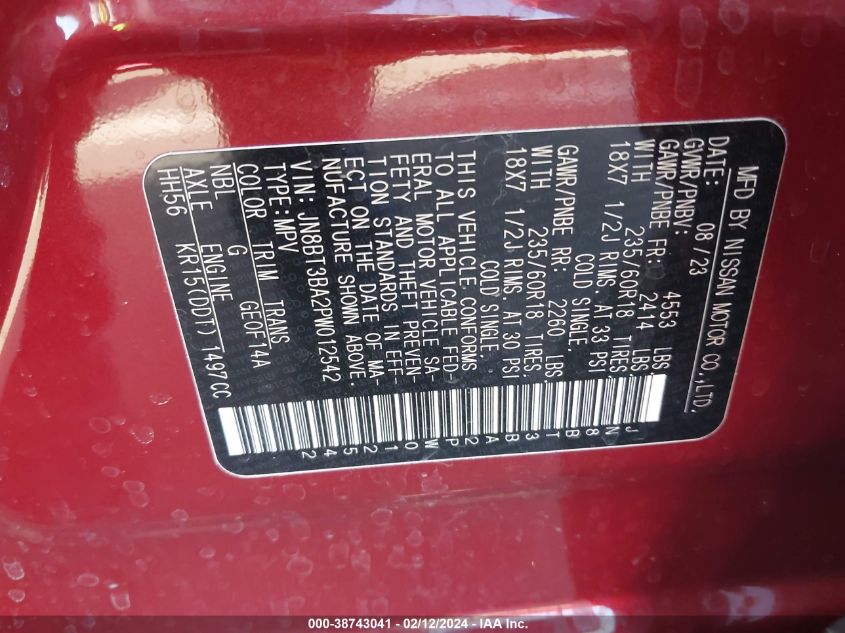 MFD BY NISSAN MOTOR CO.,LTD.
DATE: 08/23
GVWR/PNBV: 4553 LBS
GAWR/PNBE FR: 2414 LBS
WITH 235/60R18 TIRES,
18X7 1/2J RIMS, AT 33 PSI
COLD SINGLE,
GAWR/PNBE RR: 2260 LBS,
WITH 235/60R18 TIRES,
18X7 1/2J RIMS, AT 30 PSI
COLD SINGLE,
THIS VEHICLE CONFORMS
TO ALL APPLICABLE FED-
ERAL MOTOR VEHICLE SA-
FETY AND THEFT PREVEN-
TION STANDARDS IN EFF-
ECT ON THE DATE OF MA-
NUFACTURE SHOWN ABOVE.
VIN: JN8BT3BA2PW012542
TYPE: MPV
COLOR TRIM TRANS
NBL G GE0F14A
AXLE ENGINE
HH56 KR15(DDT) 1497CC
JN8BT3BA2PW012542
000-38743041 - 02/12/2024 - IAA Inc.